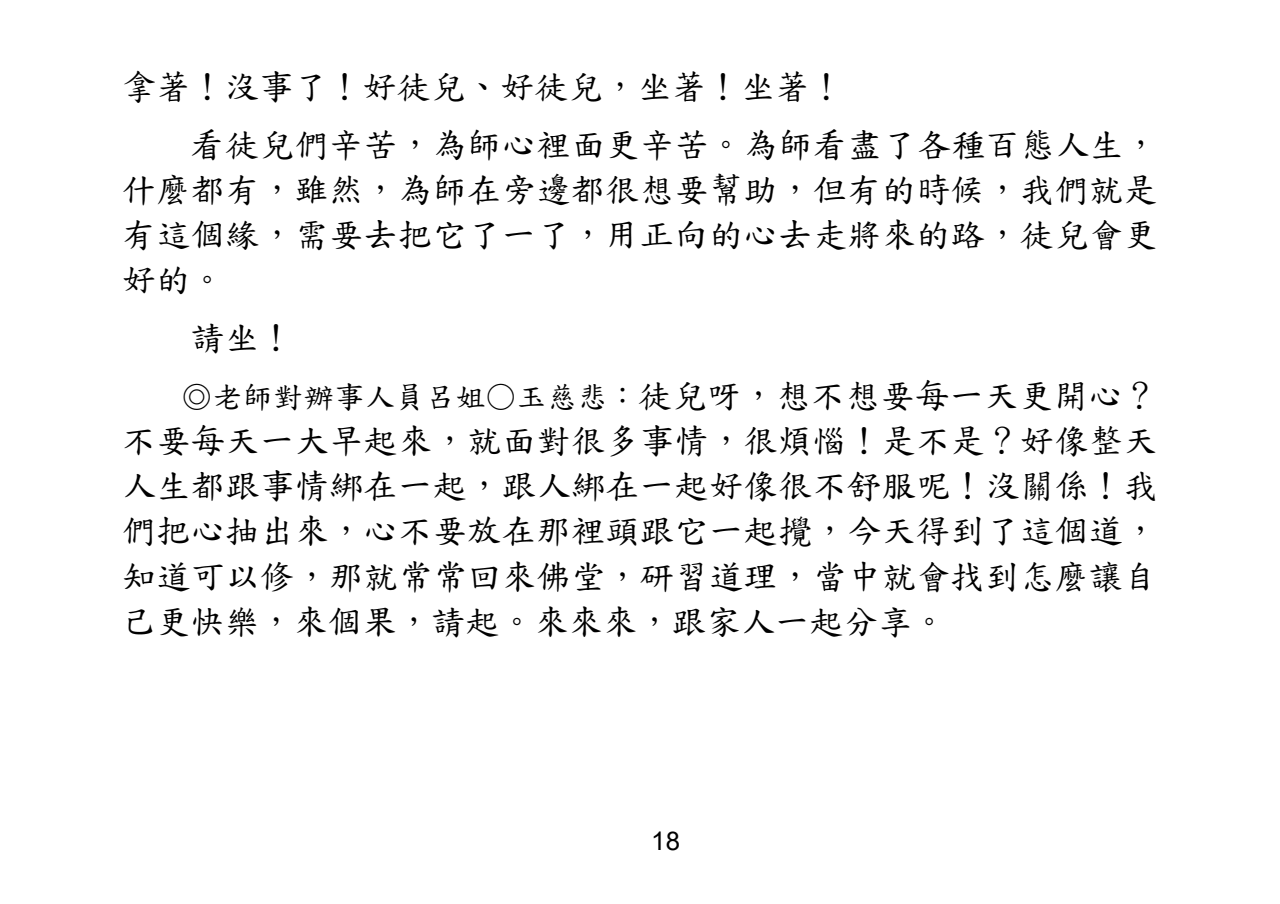 拿著！沒事了！好徒兒、好徒兒，坐著！坐著！
看徒兒們辛苦，為師心裡面更辛苦。為師看盡了各種百態人生，
什麼都有，雖然，為師在旁邊都很想要幫助，但有的時候，我們就是
有這個緣，需要去把它了一了，用正向的心去走將來的路，徒兒會更
好的。
請坐！
◎老師對辦事人員呂姐○玉慈悲：徒兒呀，想不想要每一天更開心？
不要每天一大早起來，就面對很多事情，很煩惱！是不是？好像整天
人生都跟事情綁在一起，跟人綁在一起好像很不舒服呢！沒關係！我
們把心抽出來，心不要放在那裡頭跟它一起攪，今天得到了這個道，
知道可以修，那就常常回來佛堂，研習道理，當中就會找到怎麼讓自
己更快樂，來個果，請起。來來來，跟家人一起分享。
18